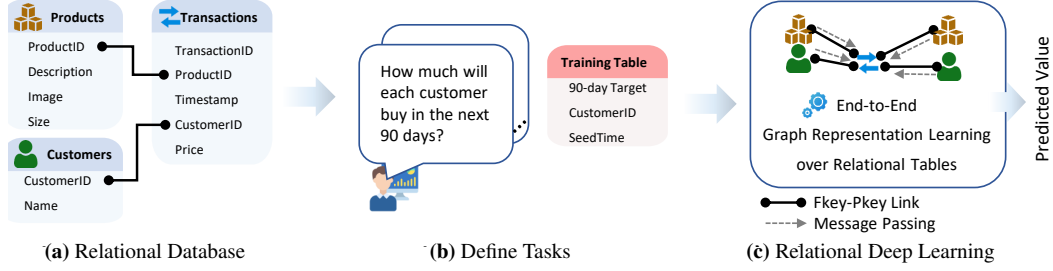 Products
ProductID
Description
Image
Size
Customers
CustomerID
Name
Transactions
TransactionID
ProductID
Timestamp
CustomerID
Price
(a) Relational Database
How much will
each customer
buy in the next
90 days?
Training Table
90-day Target
CustomerID
SeedTime
(b) Define Tasks
End-to-End
Graph Representation Learning
over Relational Tables
Fkey-Pkey Link
Message Passing
(c) Relational Deep Learning
Predicted Value